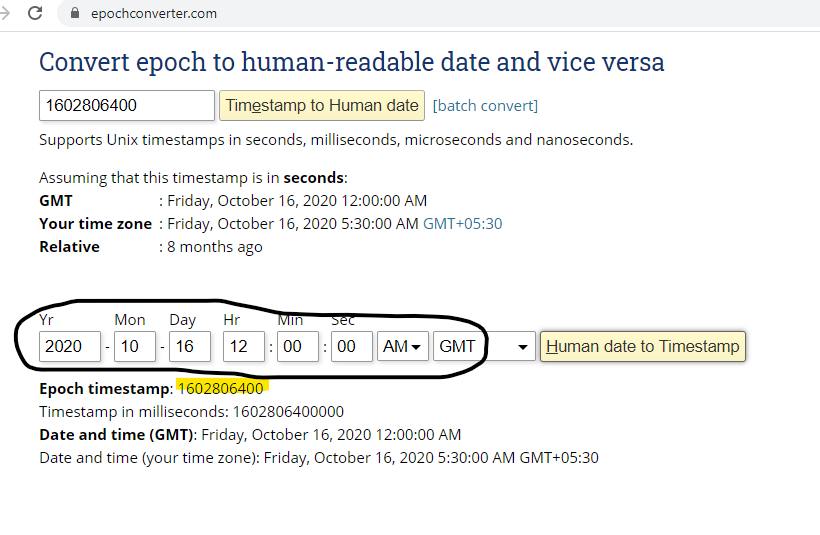 epochconverter.com
Convert epoch to human-readable date and vice versa
1602806400 Timestamp to Human date [batch convert]
Supports Unix timestamps in seconds, milliseconds, microseconds and nanoseconds.
Assuming that this timestamp is in seconds:
GMT : Friday, October 16, 2020 12:00:00 AM
Your time zone : Friday, October 16, 2020 5:30:00 AM GMT+05:30
Relative : 8 months ago
Yr Mon Day Hr Min Sec
2020 - 10 - 16 12 : 00 : 00 AM GMT Human date to Timestamp
Epoch timestamp: 1602806400
Timestamp in milliseconds: 1602806400000
Date and time (GMT): Friday, October 16, 2020 12:00:00 AM
Date and time (your time zone): Friday, October 16, 2020 5:30:00 AM GMT+05:30